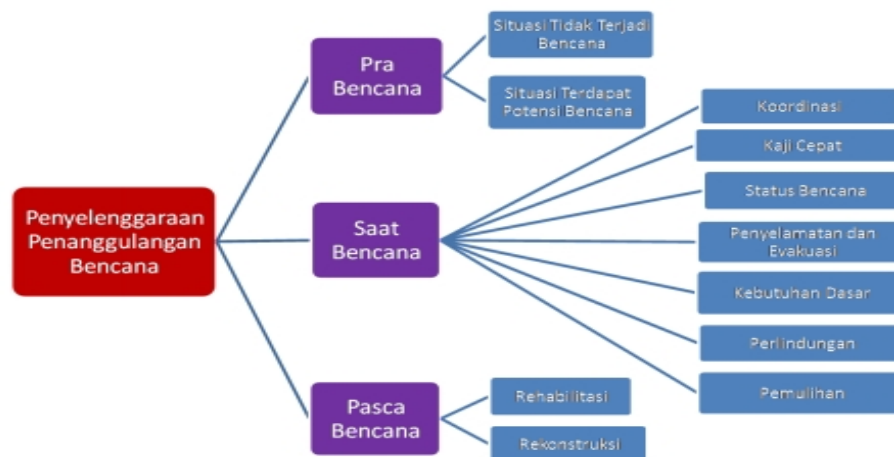 Situasi Tidak Terjadi
Bencana
Pra
Bencana
Situasi Terdapat
Potensi Bencana
Koordinasi
Kaji Cepat
Status Bencana
Penyelenggaraan
Penanggulangan
Bencana
Saat
Bencana
Penyelamatan dan
Evakuasi
Kebutuhan Dasar
Perlindungan
Pemulihan
Pasca
Bencana
Rehabilitasi
Rekonstruksi